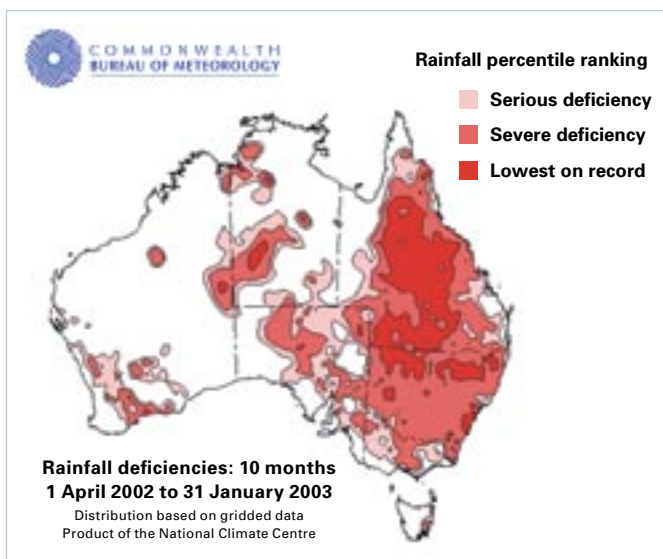 COMMONWEALTH
BUREAU OF METEOROLOGY
Rainfall percentile ranking
Serious deficiency
Severe deficiency
Lowest on record
Rainfall deficiencies: 10 months
1 April 2002 to 31 January 2003
Distribution based on gridded data
Product of the National Climate Centre